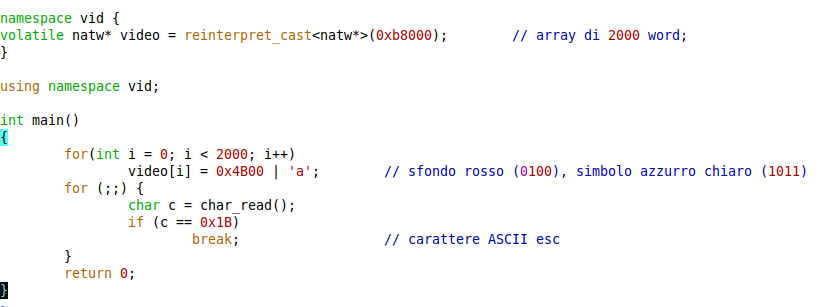 namespace vid {
volatile natw* video = reinterpret_cast<natw*>(0xb8000);        // array di 2000 word;
}

using namespace vid;

int main()
{
        for(int i = 0; i < 2000; i++)
                video[i] = 0x4B00 | 'a';        // sfondo rosso (0100), simbolo azzurro chiaro (1011)
        for (;;) {
                char c = char_read();
                if (c == 0x1B)
                        break;                  // carattere ASCII esc
        }
        return 0;
}